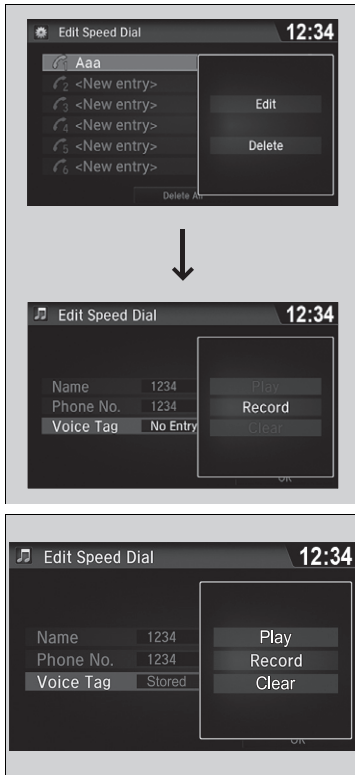 Edit Speed Dial 12:34
1 Aaa
2 <New entry>
3 <New entry>
4 <New entry>
5 <New entry>
6 <New entry>
Edit
Delete
Delete All
Edit Speed Dial 12:34
Name 1234
Phone No. 1234
Voice Tag No Entry
Play
Record
Clear
OK
Edit Speed Dial 12:34
Name 1234
Phone No. 1234
Voice Tag Stored
Play
Record
Clear
OK